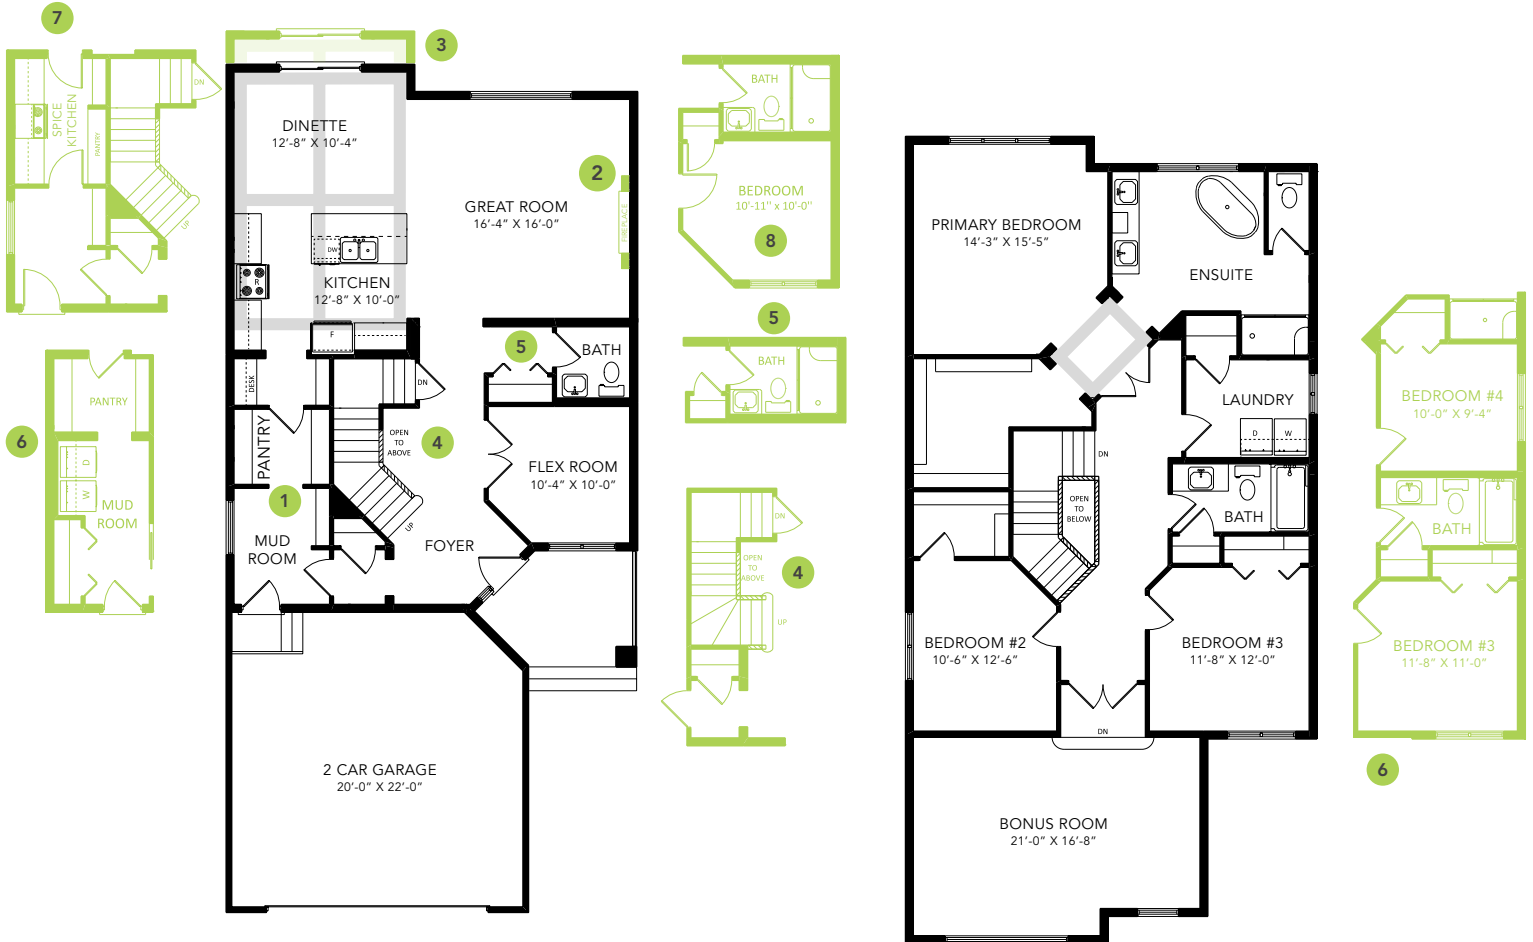 7
DN
SPICE
KITCHEN
PANTRY
UP
3
DINETTE
12'-8" X 10'-4"
2
GREAT ROOM
16'-4" X 16'-0"
FIREPLACE
DW
R
KITCHEN
12'-8" X 10'-0"
F
DESK
DN
5
BATH
PANTRY
OPEN
TO
ABOVE
4
FLEX ROOM
10'-4" X 10'-0"
1
MUD
ROOM
UP
FOYER
2 CAR GARAGE
20'-0" X 22'-0"
6
PANTRY
D
W
MUD
ROOM
BATH
BEDROOM
10'-11" x 10'-0"
8
5
BATH
DN
OPEN
TO
ABOVE
4
UP
PRIMARY BEDROOM
14'-3" X 15'-5"
ENSUITE
LAUNDRY
D
W
DN
OPEN
TO
BELOW
BATH
BEDROOM #2
10'-6" X 12'-6"
BEDROOM #3
11'-8" X 12'-0"
DN
BONUS ROOM
21'-0" X 16'-8"
BEDROOM #4
10'-0" X 9'-4"
BATH
BEDROOM #3
11'-8" X 11'-0"
6